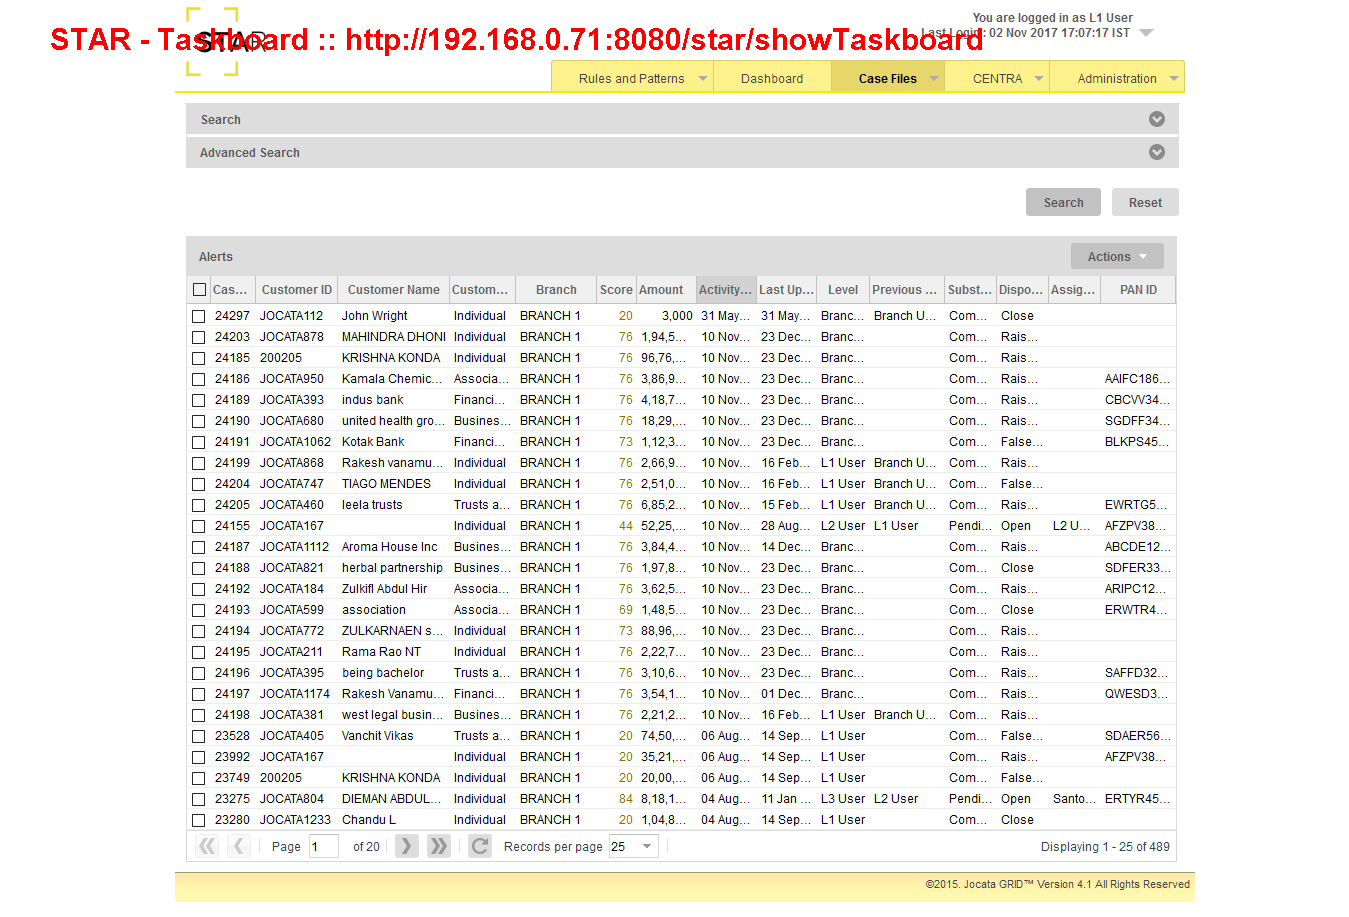 You are logged in as L1 User
STAR
STAR - Taskboard :: http://192.168.0.71:8080/star/showTaskboard
Last Login : 02 Nov 2017 17:07:17 IST
Rules and Patterns Dashboard Case Files CENTRA Administration
Search
Advanced Search
Search Reset
Alerts Actions
Cas... Customer ID Customer Name Custom... Branch Score Amount Activity... Last Up... Level Previous ... Subst... Dispo... Assig... PAN ID
24297 JOCATA112 John Wright Individual BRANCH 1 20 3,000 31 May... 31 May... Branc... Branch U... Com... Close
24203 JOCATA878 MAHINDRA DHONI Individual BRANCH 1 76 1,94,5... 10 Nov... 23 Dec... Branc... Com... Rais...
24185 200205 KRISHNA KONDA Individual BRANCH 1 76 96,76,... 10 Nov... 23 Dec... Branc... Com... Rais...
24186 JOCATA950 Kamala Chemic... Associa... BRANCH 1 76 3,86,9... 10 Nov... 23 Dec... Branc... Com... Rais... AAIFC186...
24189 JOCATA393 indus bank Financi... BRANCH 1 76 4,18,7... 10 Nov... 23 Dec... Branc... Com... Rais... CBCVV34...
24190 JOCATA680 united health gro... Busines... BRANCH 1 76 18,29,... 10 Nov... 23 Dec... Branc... Com... Rais... SGDFF34...
24191 JOCATA1062 Kotak Bank Financi... BRANCH 1 73 1,12,3... 10 Nov... 23 Dec... Branc... Com... False... BLKPS45...
24199 JOCATA868 Rakesh vanamu... Individual BRANCH 1 76 2,66,9... 10 Nov... 16 Feb... L1 User Branch U... Com... Rais...
24204 JOCATA747 TIAGO MENDES Individual BRANCH 1 76 2,51,0... 10 Nov... 16 Feb... L1 User Branch U... Com... False...
24205 JOCATA460 leela trusts Trusts a... BRANCH 1 76 6,85,2... 10 Nov... 15 Feb... L1 User Branch U... Com... Rais... EWRTG5...
24155 JOCATA167 Individual BRANCH 1 44 52,25,... 10 Nov... 28 Aug... L2 User L1 User Pendi... Open L2 U... AFZPV38...
24187 JOCATA1112 Aroma House Inc Busines... BRANCH 1 76 3,84,4... 10 Nov... 14 Dec... Branc... Com... Rais... ABCDE12...
24188 JOCATA821 herbal partnership Busines... BRANCH 1 76 1,97,8... 10 Nov... 23 Dec... Branc... Com... Close SDFER33...
24192 JOCATA184 Zulkifl Abdul Hir Associa... BRANCH 1 76 3,62,5... 10 Nov... 23 Dec... Branc... Com... Rais... ARIPC12...
24193 JOCATA599 association Associa... BRANCH 1 69 1,48,5... 10 Nov... 23 Dec... Branc... Com... Close ERWTR4...
24194 JOCATA772 ZULKARNAEN s... Individual BRANCH 1 73 88,96,... 10 Nov... 23 Dec... Branc... Com... Rais...
24195 JOCATA211 Rama Rao NT Individual BRANCH 1 76 2,22,7... 10 Nov... 23 Dec... Branc... Com... Rais...
24196 JOCATA395 being bachelor Trusts a... BRANCH 1 76 3,10,6... 10 Nov... 23 Dec... Branc... Com... Rais... SAFFD32...
24197 JOCATA1174 Rakesh Vanamu... Financi... BRANCH 1 76 3,54,1... 10 Nov... 01 Dec... Branc... Com... Rais... QWESD3...
24198 JOCATA381 west legal busin... Busines... BRANCH 1 76 2,21,2... 10 Nov... 16 Feb... L1 User Branch U... Com... Rais...
23528 JOCATA405 Vanchit Vikas Trusts a... BRANCH 1 20 74,50,... 06 Aug... 14 Sep... L1 User Com... False... SDAER56...
23992 JOCATA167 Individual BRANCH 1 20 35,21,... 06 Aug... 14 Sep... L1 User Com... Rais... AFZPV38...
23749 200205 KRISHNA KONDA Individual BRANCH 1 20 20,00,... 06 Aug... 14 Sep... L1 User Com... False...
23275 JOCATA804 DIEMAN ABDUL... Individual BRANCH 1 84 8,18,1... 04 Aug... 11 Jan ... L3 User L2 User Pendi... Open Santo... ERTYR45...
23280 JOCATA1233 Chandu L Individual BRANCH 1 20 1,04,8... 04 Aug... 14 Sep... L1 User Com... Close
Page 1 of 20 Records per page 25 Displaying 1 - 25 of 489
©2015. Jocata GRID™ Version 4.1 All Rights Reserved